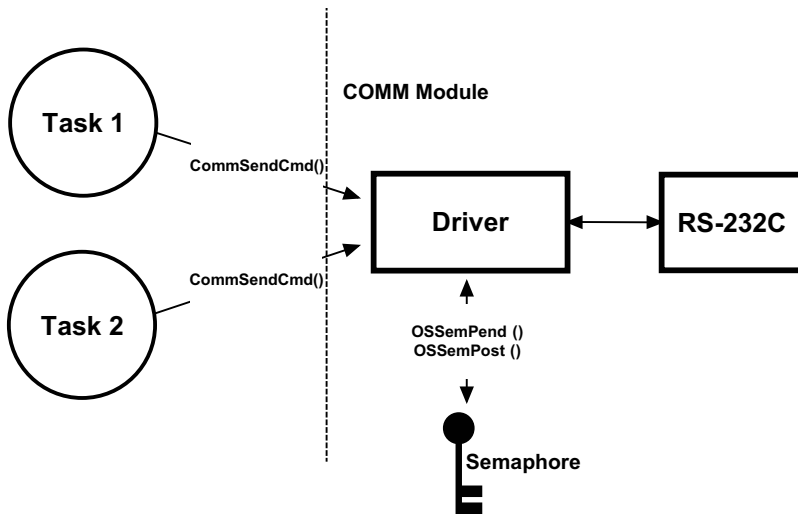 COMM Module
Task 1
CommSendCmd()
Driver
RS-232C
CommSendCmd()
Task 2
OSSemPend ()
OSSemPost ()
Semaphore